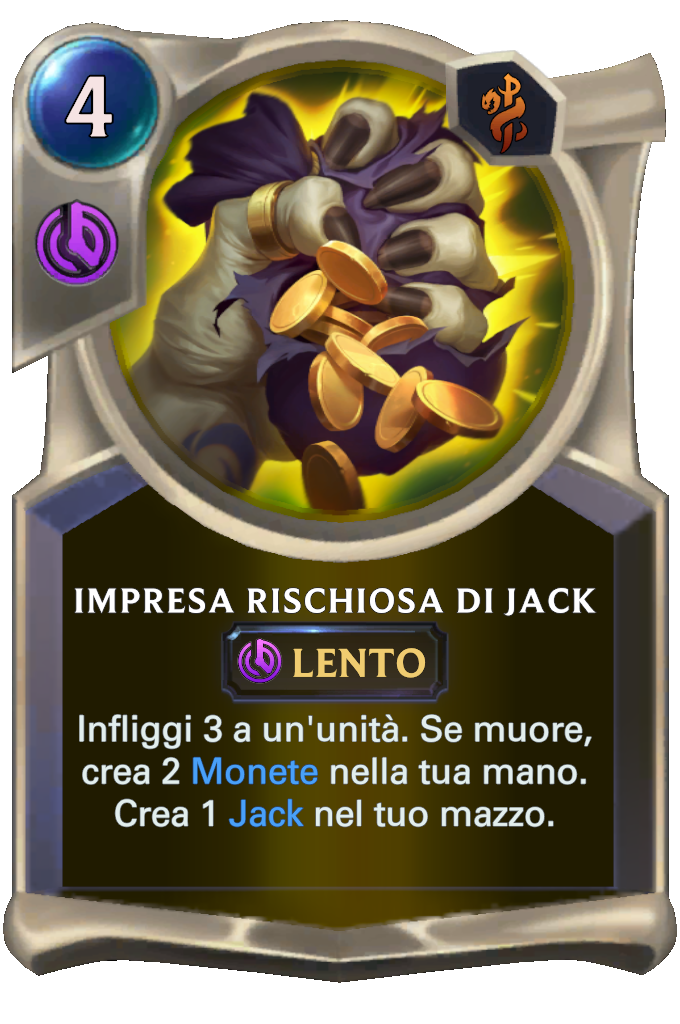 4
IMPRESA RISCHIOSA DI JACK
LENTO
Infliggi 3 a un'unità. Se muore,
crea 2 Monete nella tua mano.
Crea 1 Jack nel tuo mazzo.